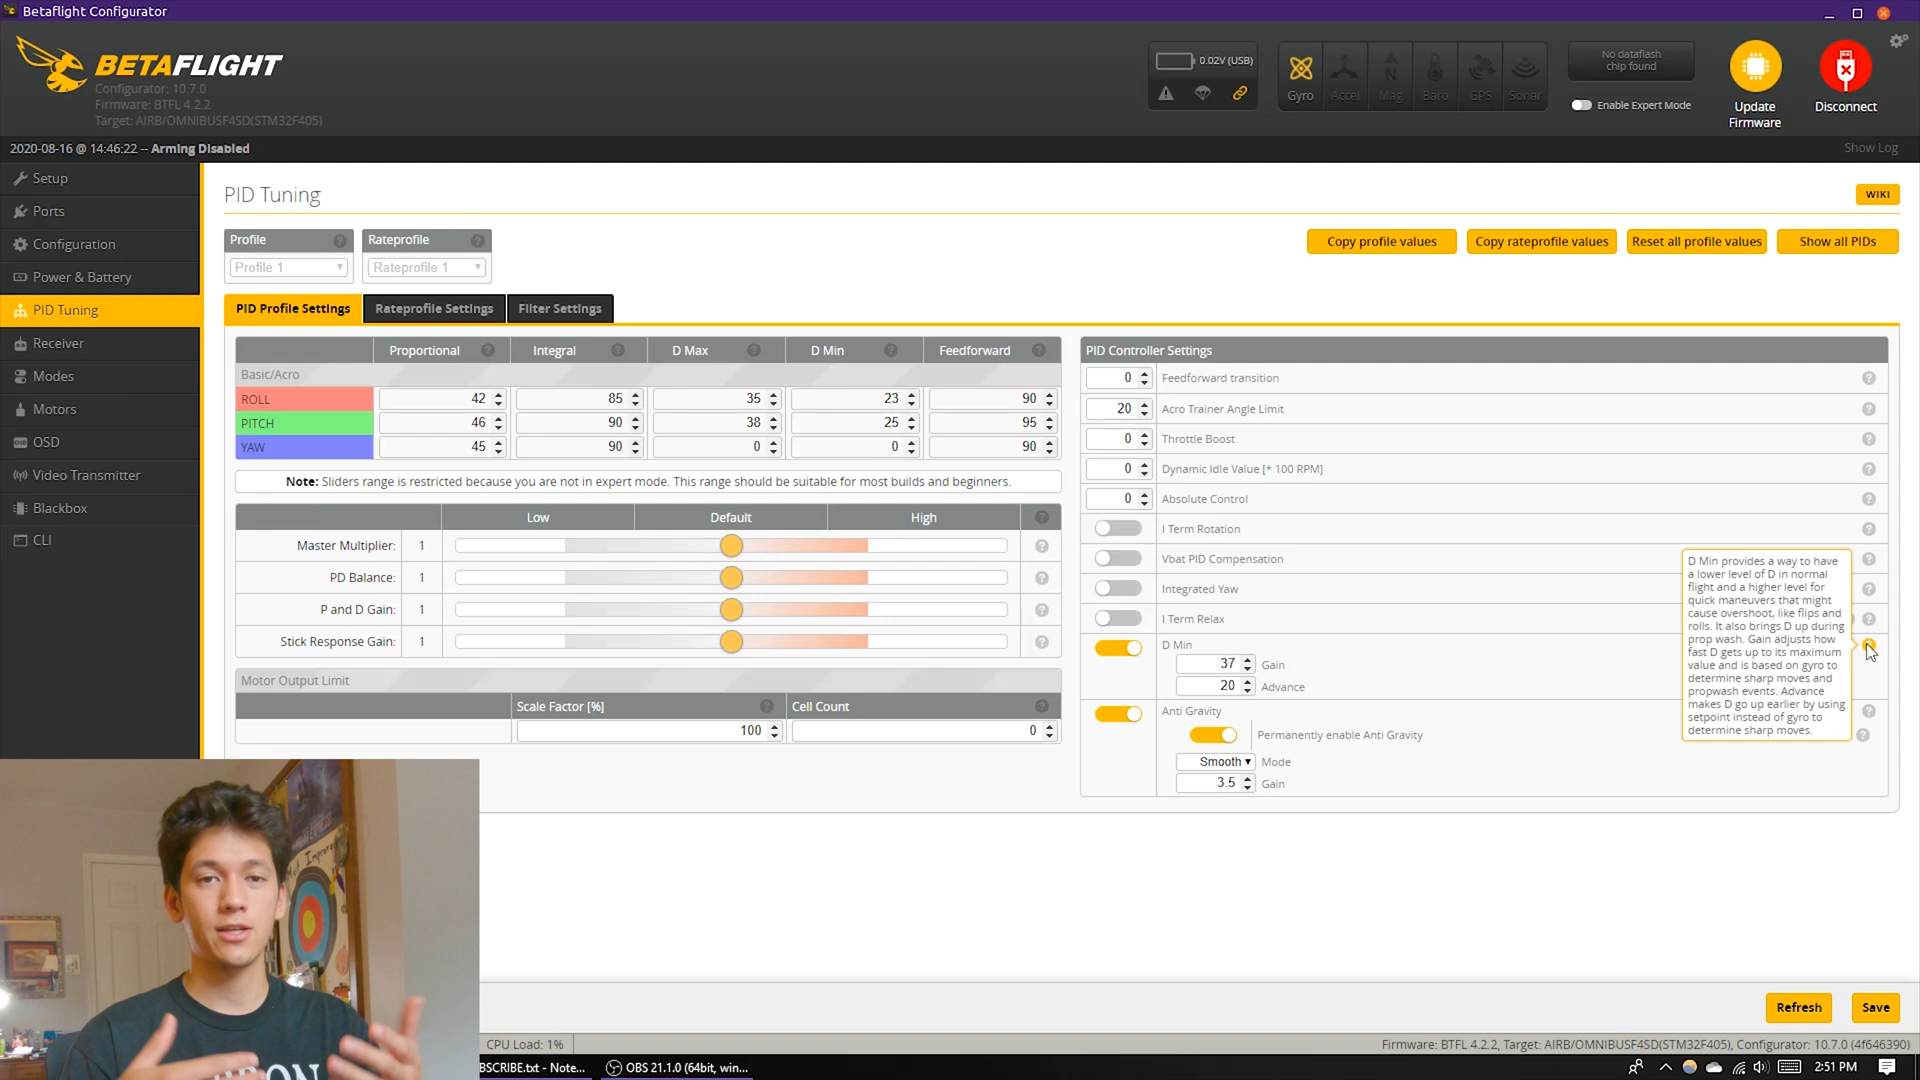 Betaflight Configurator
BETAFLIGHT
Configurator: 10.7.0
Firmware: BTFL 4.2.2
Target: AIRB/OMNIBUSF4SD(STM32F405)
0.02V (USB)
Gyro
Accel
Mag
Baro
GPS
Sonar
No dataflash
chip found
Enable Expert Mode
Update
Firmware
Disconnect
2020-08-16 @ 14:46:22 -- Arming Disabled
Show Log
Setup
Ports
Configuration
Power & Battery
PID Tuning
Receiver
Modes
Motors
OSD
Video Transmitter
Blackbox
CLI
PID Tuning
WIKI
Profile
Profile 1
Rateprofile
Rateprofile 1
Copy profile values
Copy rateprofile values
Reset all profile values
Show all PIDs
PID Profile Settings
Rateprofile Settings
Filter Settings
Proportional Integral D Max D Min Feedforward
Basic/Acro
ROLL 42 85 35 23 90
PITCH 46 90 38 25 95
YAW 45 90 0 0 90
Note: Sliders range is restricted because you are not in expert mode. This range should be suitable for most builds and beginners.
Low Default High
Master Multiplier: 1
PD Balance: 1
P and D Gain: 1
Stick Response Gain: 1
Motor Output Limit
Scale Factor [%] Cell Count
100 0
PID Controller Settings
0 Feedforward transition
20 Acro Trainer Angle Limit
0 Throttle Boost
0 Dynamic Idle Value [* 100 RPM]
0 Absolute Control
I Term Rotation
Vbat PID Compensation
Integrated Yaw
I Term Relax
D Min
37 Gain
20 Advance
Anti Gravity
Permanently enable Anti Gravity
Smooth Mode
3.5 Gain
D Min provides a way to have
a lower level of D in normal
flight and a higher level for
quick maneuvers that might
cause overshoot, like flips and
rolls. It also brings D up during
prop wash. Gain adjusts how
fast D gets up to its maximum
value and is based on gyro to
determine sharp moves and
propwash events. Advance
makes D go up earlier by using
setpoint instead of gyro to
determine sharp moves.
Refresh
Save
CPU Load: 1%
Firmware: BTFL 4.2.2, Target: AIRB/OMNIBUSF4SD(STM32F405), Configurator: 10.7.0 (4f646390)
BSCRIBE.txt - Note...
OBS 21.1.0 (64bit, win...
2:51 PM